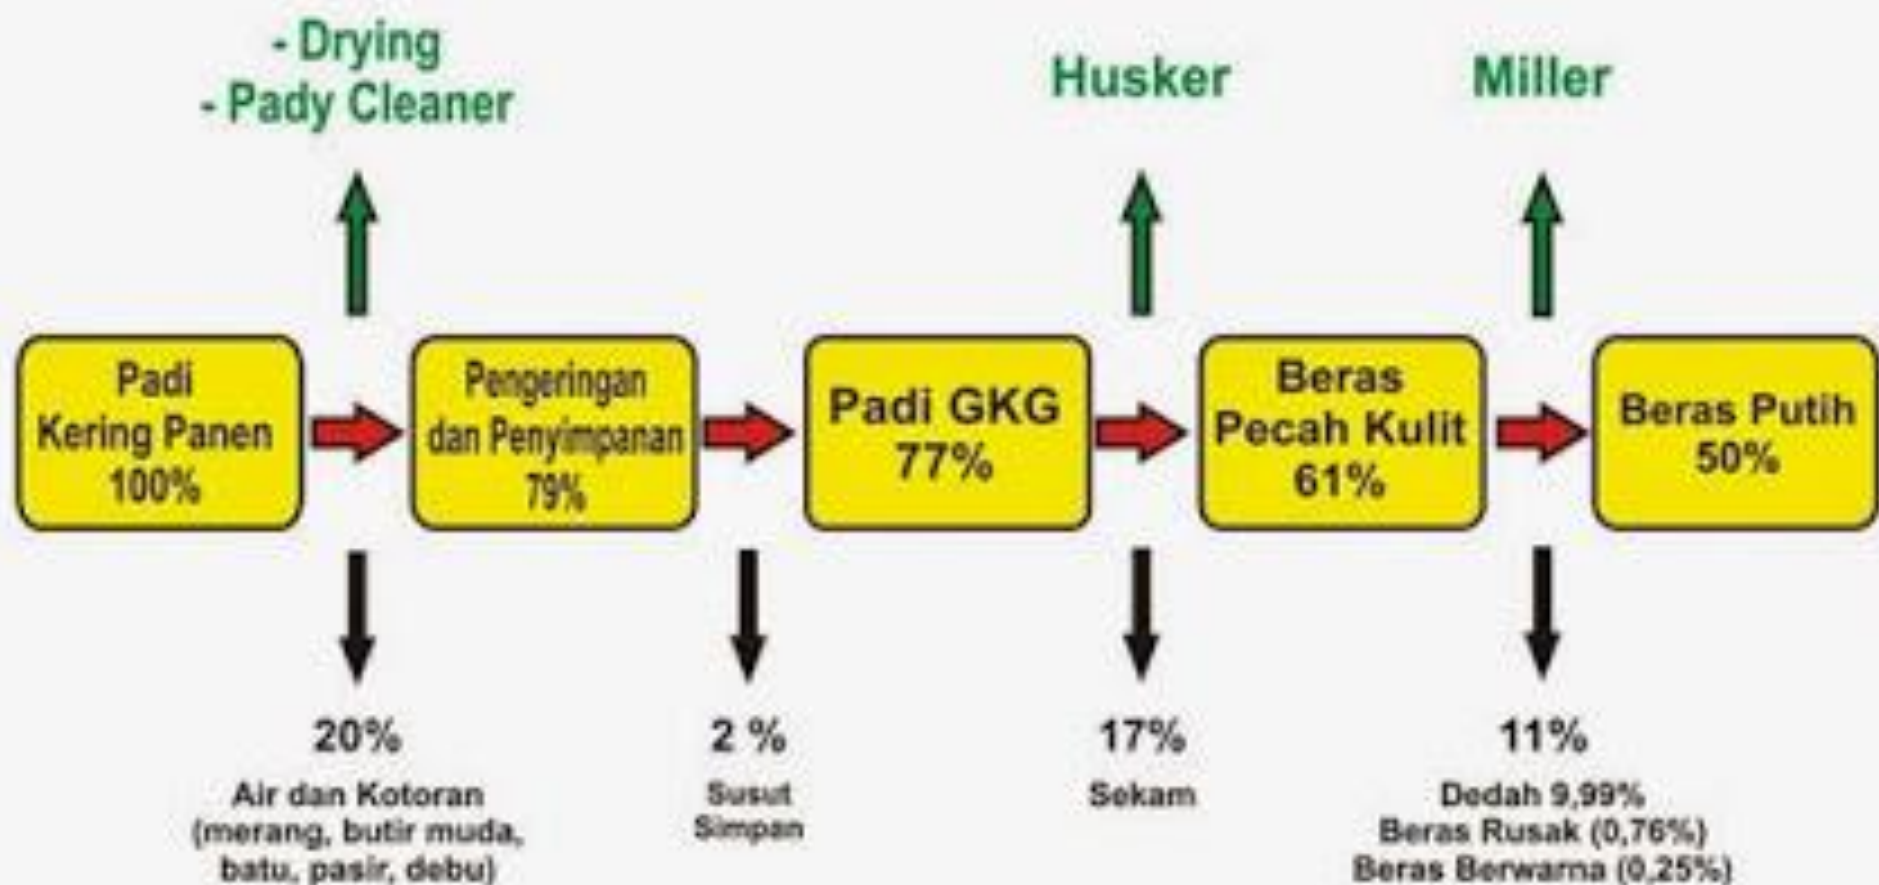 - Drying
- Pady Cleaner
Husker
Miller
Padi
Kering Panen
100%
Pengeringan
dan Penyimpanan
79%
Padi GKG
77%
Beras
Pecah Kulit
61%
Beras Putih
50%
20%
Air dan Kotoran
(merang, butir muda,
batu, pasir, debu)
2 %
Susut
Simpan
17%
Sekam
11%
Dedah 9,99%
Beras Rusak (0,76%)
Beras Berwarna (0,25%)